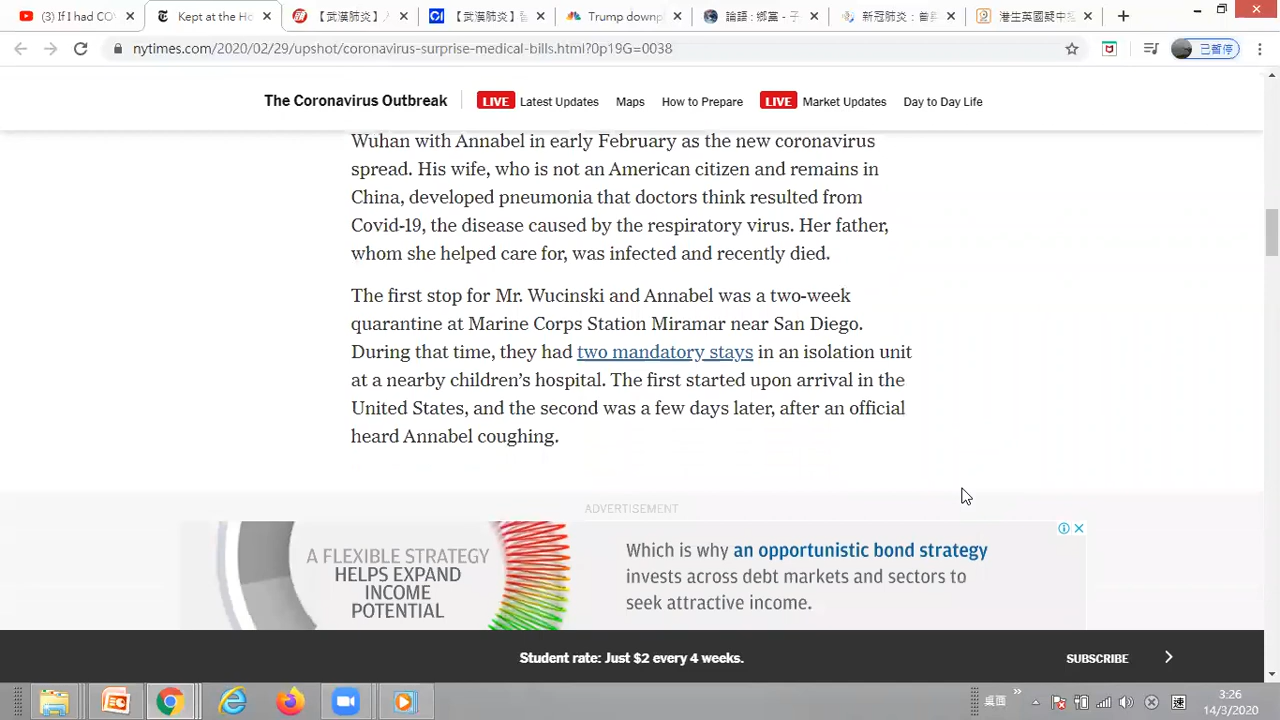 (3) If I had CO
Kept at the Ho
【武漢肺炎】人
【武漢肺炎】
Trump downp
論語 : 鄉黨 - 子
新冠肺炎：首
港生英國疑中
nytimes.com/2020/02/29/upshot/coronavirus-surprise-medical-bills.html?0p19G=0038
已暫停
The Coronavirus Outbreak
LIVE Latest Updates
Maps
How to Prepare
LIVE Market Updates
Day to Day Life
Wuhan with Annabel in early February as the new coronavirus
spread. His wife, who is not an American citizen and remains in
China, developed pneumonia that doctors think resulted from
Covid-19, the disease caused by the respiratory virus. Her father,
whom she helped care for, was infected and recently died.
The first stop for Mr. Wucinski and Annabel was a two-week
quarantine at Marine Corps Station Miramar near San Diego.
During that time, they had two mandatory stays in an isolation unit
at a nearby children’s hospital. The first started upon arrival in the
United States, and the second was a few days later, after an official
heard Annabel coughing.
ADVERTISEMENT
A FLEXIBLE STRATEGY
HELPS EXPAND
INCOME
POTENTIAL
Which is why an opportunistic bond strategy
invests across debt markets and sectors to
seek attractive income.
Student rate: Just $2 every 4 weeks.
SUBSCRIBE
桌面
3:26
14/3/2020